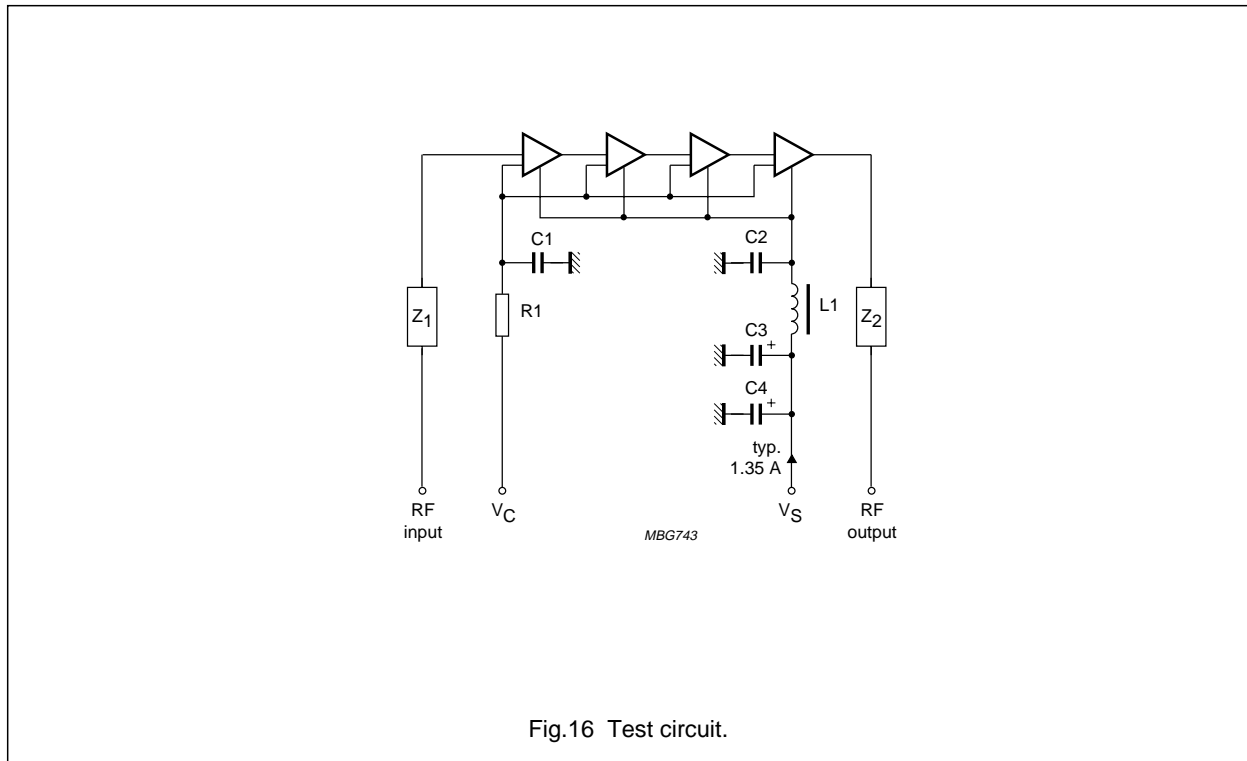 C1
C2
Z1
R1
L1
Z2
C3
+
C4
+
typ.
1.35 A
RF
input
VC
MBG743
VS
RF
output
Fig.16 Test circuit.